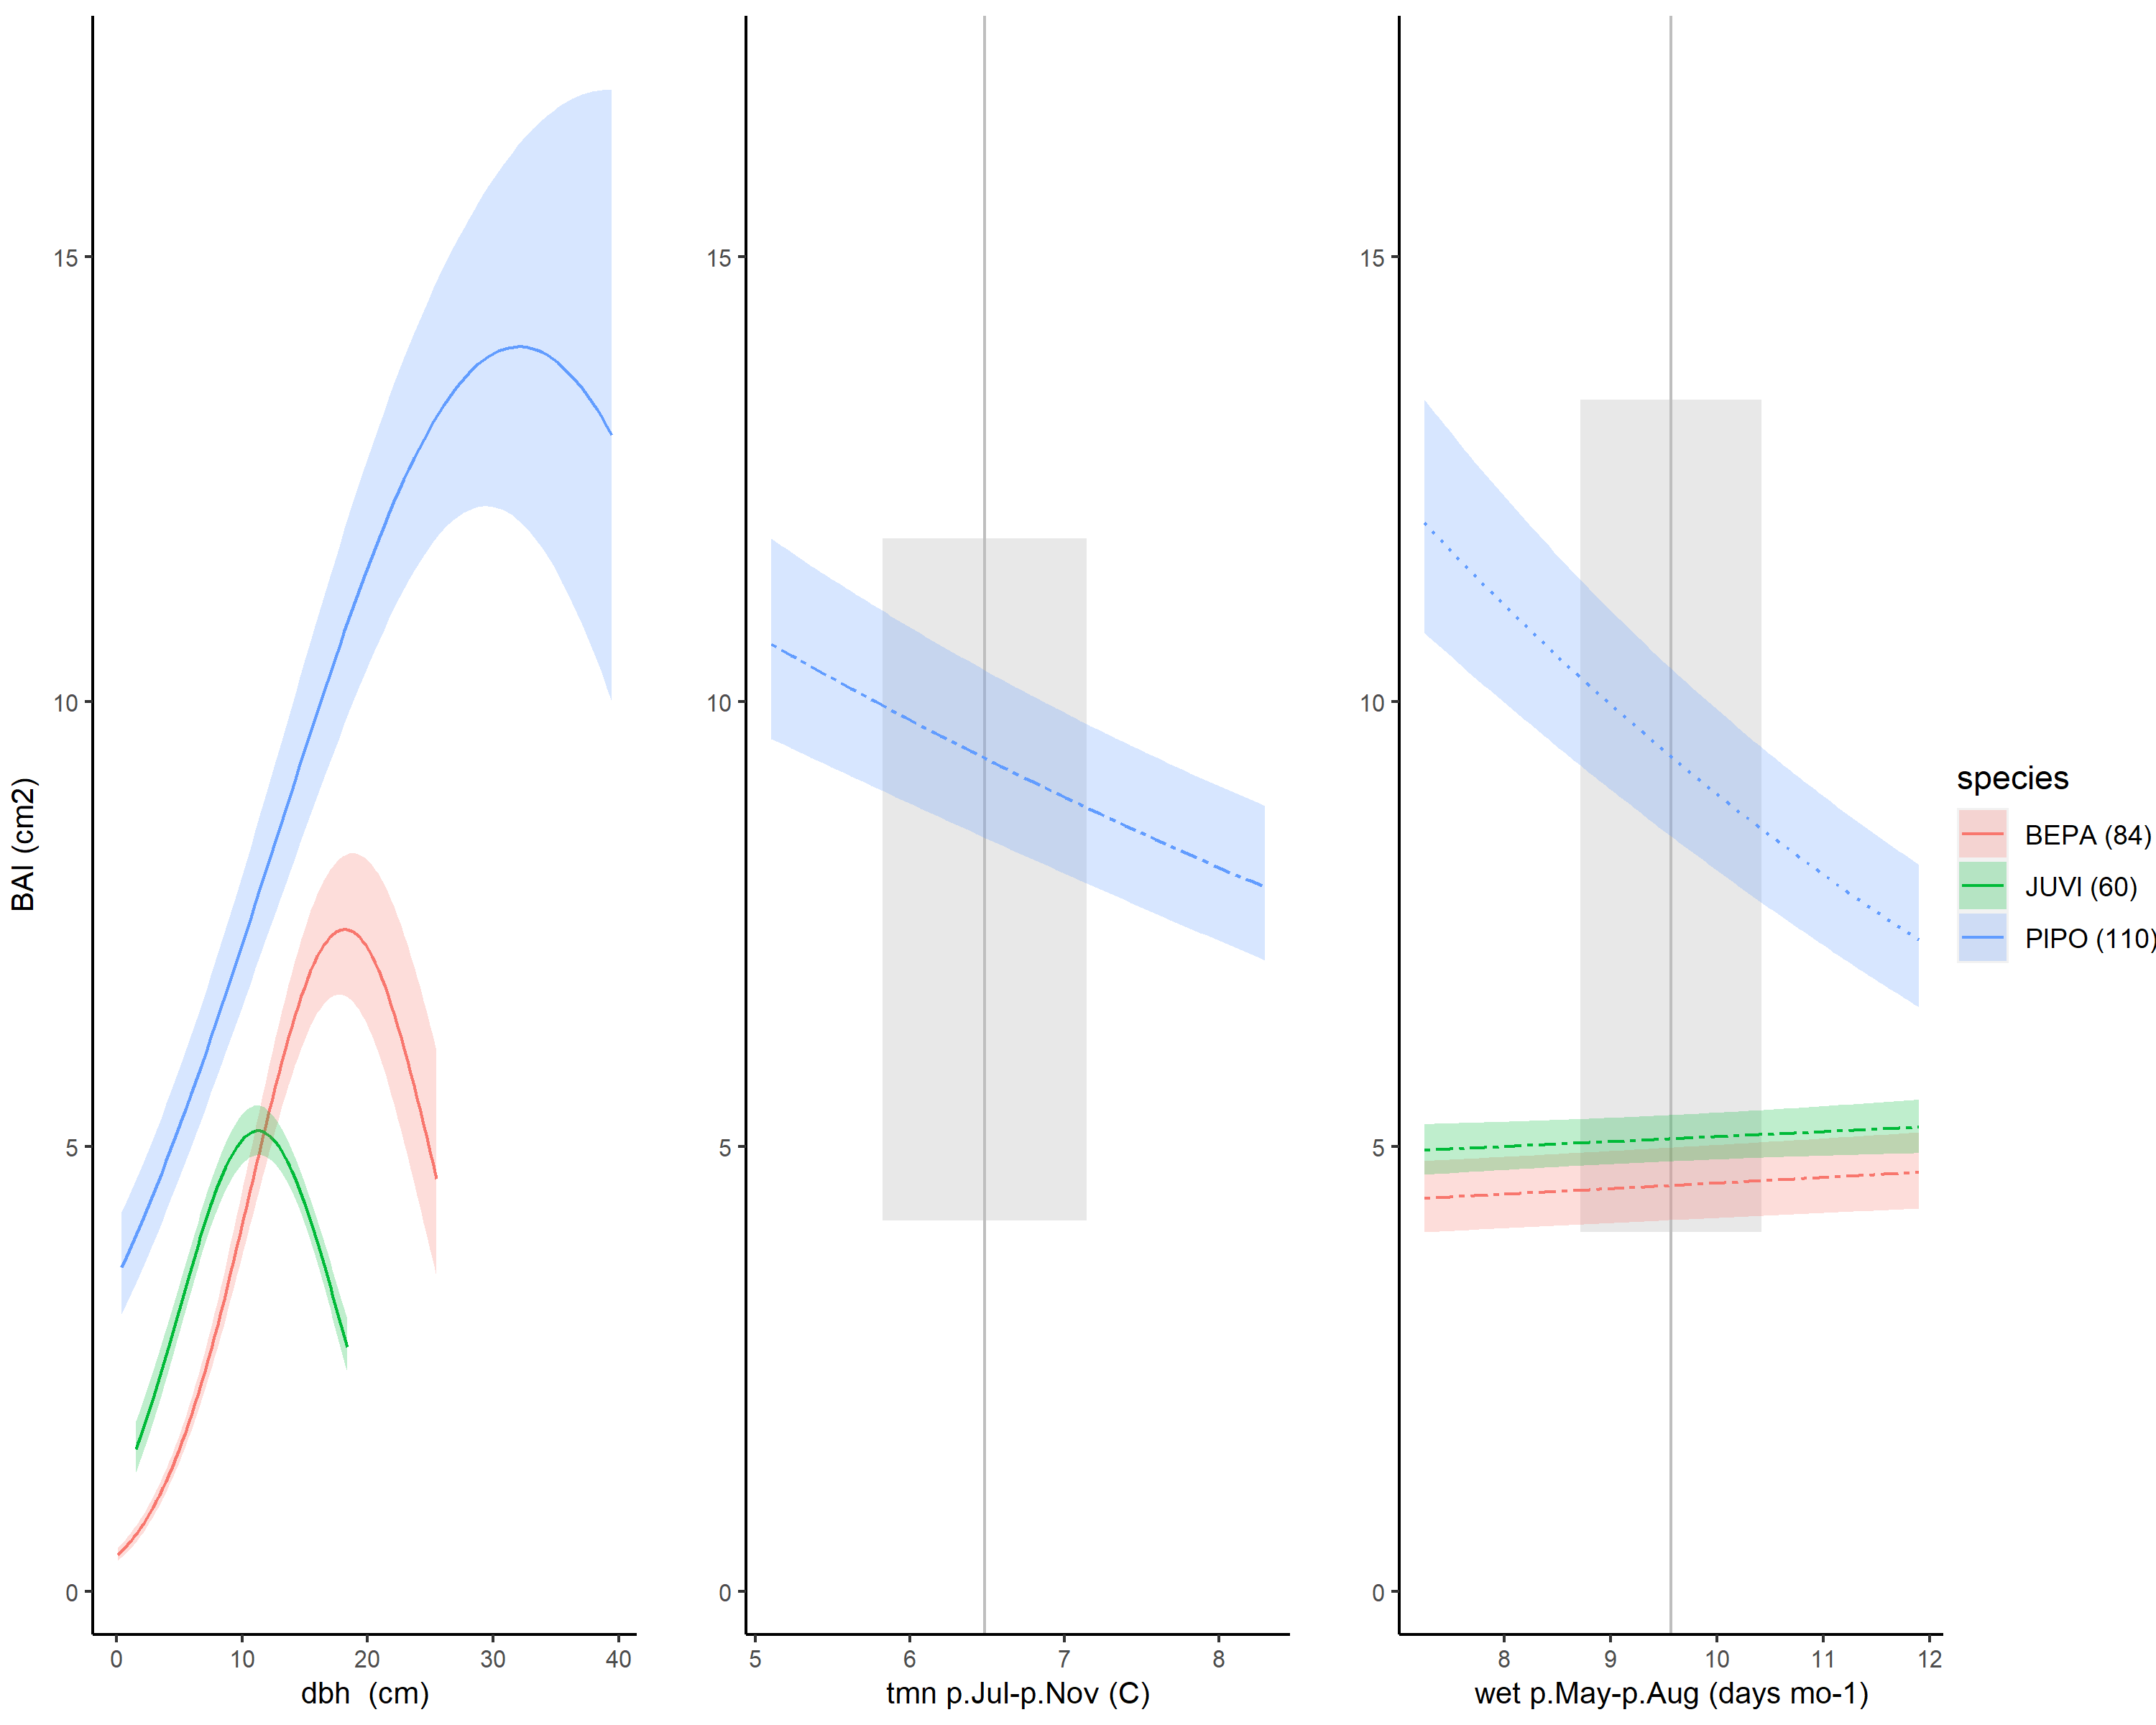 BAI (cm2)
15
10
5
0
0 10 20 30 40
dbh  (cm)
15
10
5
0
5 6 7 8
tmn p.Jul-p.Nov (C)
15
10
5
0
8 9 10 11 12
wet p.May-p.Aug (days mo-1)
species
BEPA (84)
JUVI (60)
PIPO (110)